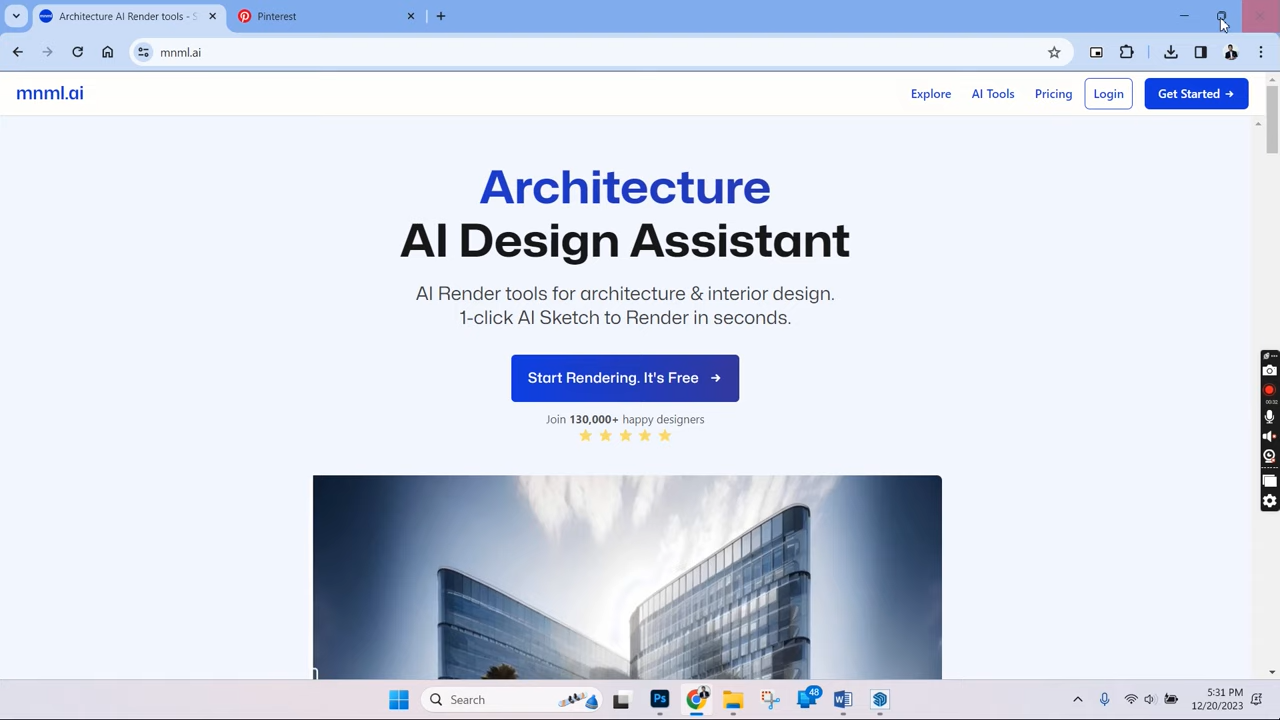 Architecture AI Render tools - S
Pinterest
mnml.ai
mnml.ai
Explore
AI Tools
Pricing
Login
Get Started →
Architecture
AI Design Assistant
AI Render tools for architecture & interior design.
1-click AI Sketch to Render in seconds.
Start Rendering. It's Free →
Join 130,000+ happy designers
Search
48
5:31 PM
12/20/2023